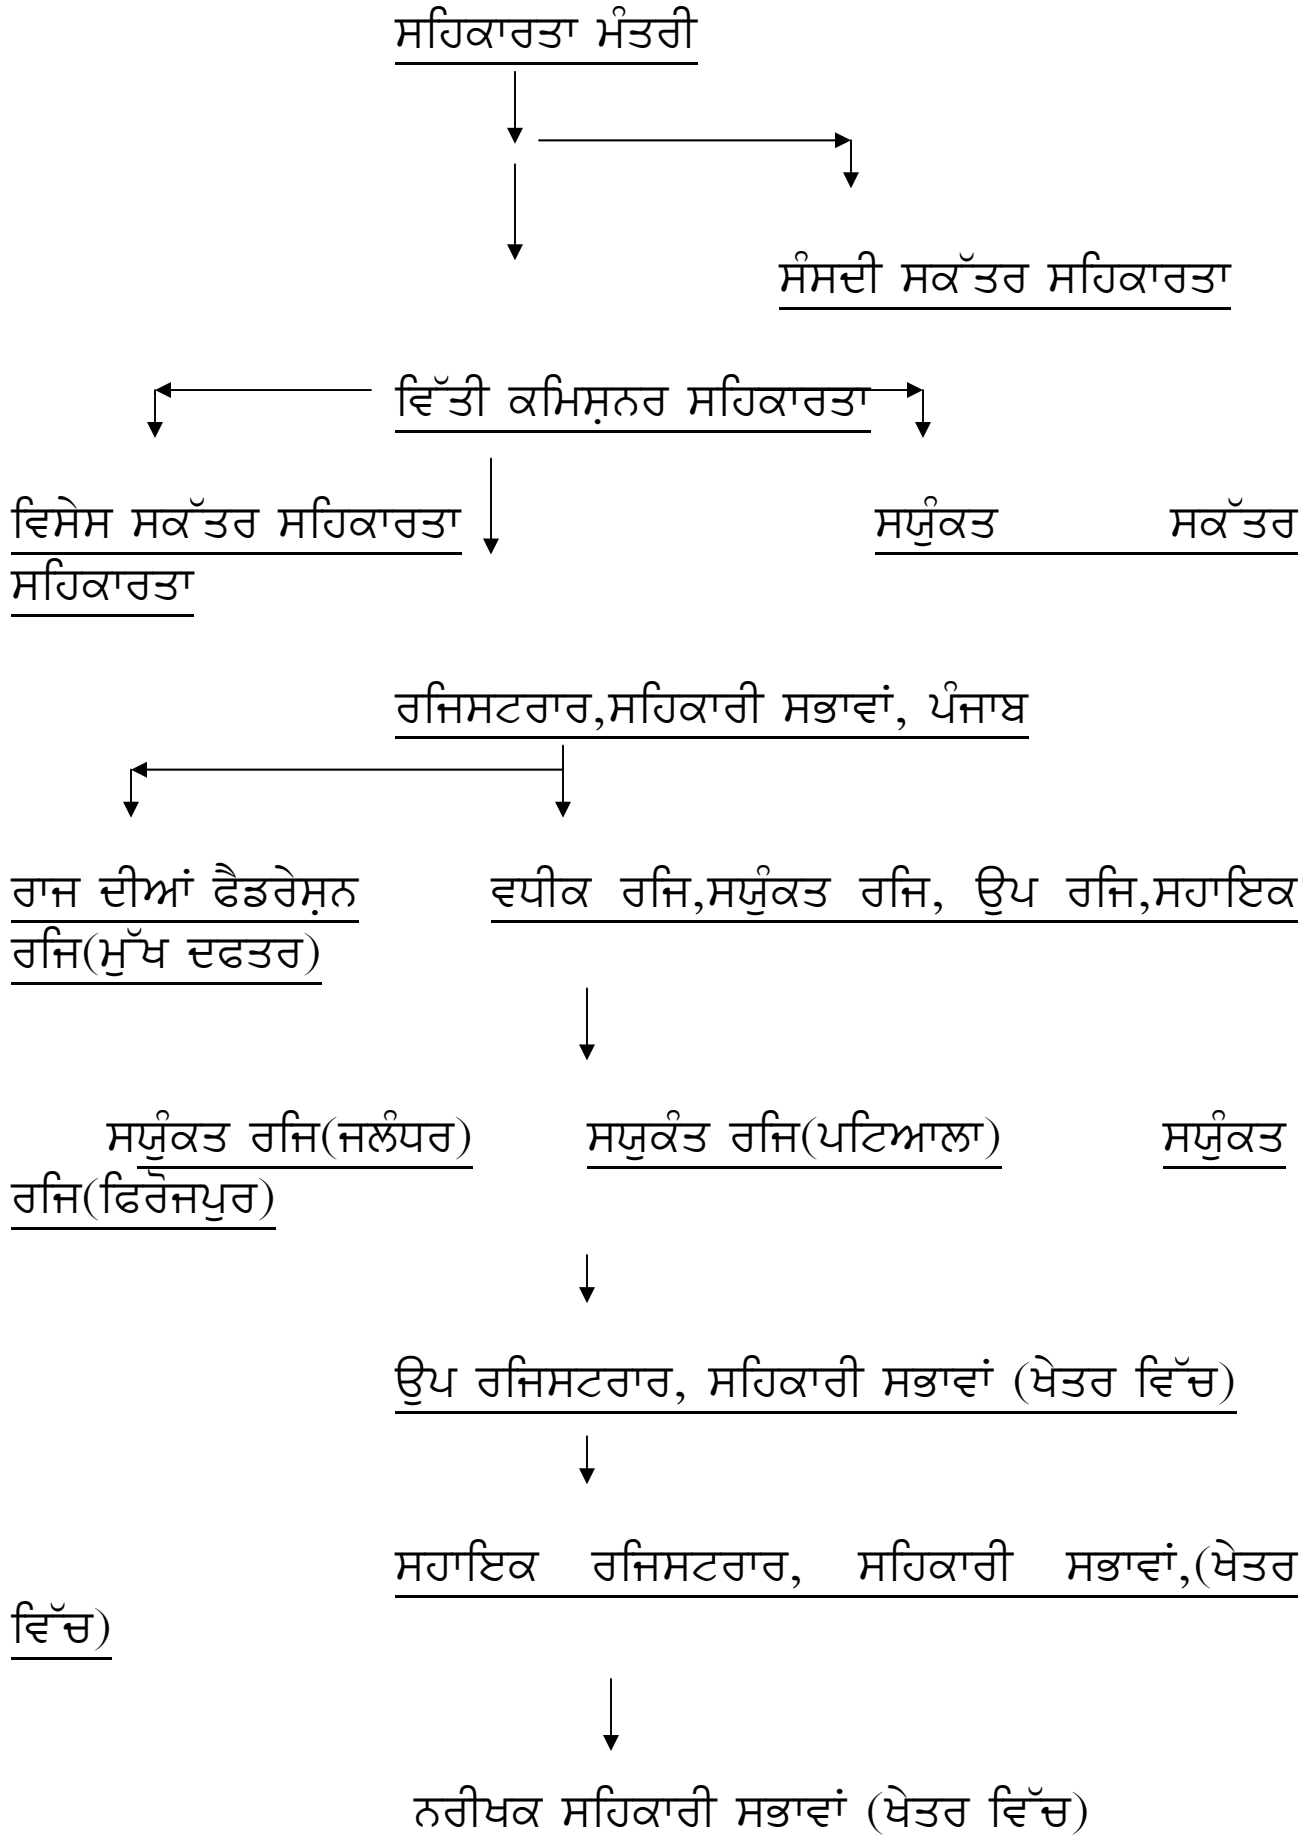 ਸਹਿਕਾਰਤਾ ਮੰਤਰੀ
ਸੰਸਦੀ ਸਕੱਤਰ ਸਹਿਕਾਰਤਾ
ਵਿੱਤੀ ਕਮਿਸ਼ਨਰ ਸਹਿਕਾਰਤਾ
ਵਿਸੇਸ ਸਕੱਤਰ ਸਹਿਕਾਰਤਾ ਸਯੁੰਕਤ ਸਕੱਤਰ
ਸਹਿਕਾਰਤਾ
ਰਜਿਸਟਰਾਰ,ਸਹਿਕਾਰੀ ਸਭਾਵਾਂ, ਪੰਜਾਬ
ਰਾਜ ਦੀਆਂ ਫੈਡਰੇਸ਼ਨ ਵਧੀਕ ਰਜਿ,ਸਯੁੰਕਤ ਰਜਿ, ਉਪ ਰਜਿ,ਸਹਾਇਕ
ਰਜਿ(ਮੁੱਖ ਦਫਤਰ)
ਸਯੁੰਕਤ ਰਜਿ(ਜਲੰਧਰ) ਸਯੁਕੰਤ ਰਜਿ(ਪਟਿਆਲਾ) ਸਯੁੰਕਤ
ਰਜਿ(ਫਿਰੋਜਪੁਰ)
ਉਪ ਰਜਿਸਟਰਾਰ, ਸਹਿਕਾਰੀ ਸਭਾਵਾਂ (ਖੇਤਰ ਵਿੱਚ)
ਸਹਾਇਕ ਰਜਿਸਟਰਾਰ, ਸਹਿਕਾਰੀ ਸਭਾਵਾਂ,(ਖੇਤਰ
ਵਿੱਚ)
ਨਰੀਖਕ ਸਹਿਕਾਰੀ ਸਭਾਵਾਂ (ਖੇਤਰ ਵਿੱਚ)